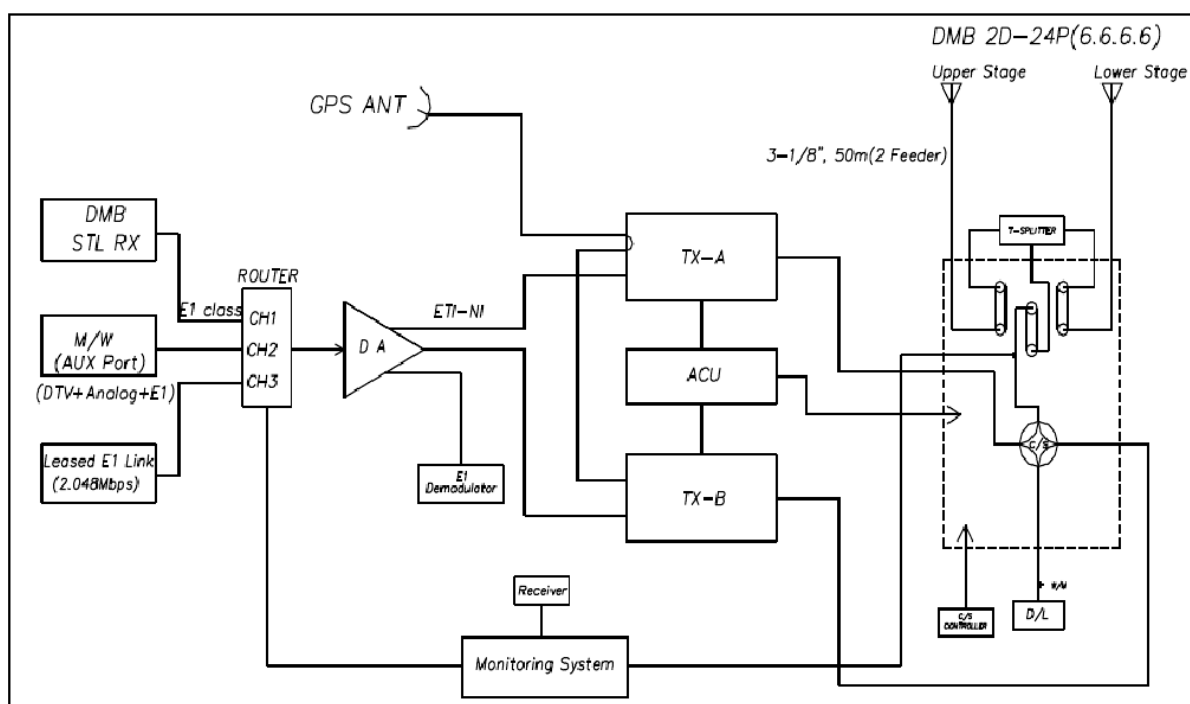 DMB 2D-24P(6.6.6.6)
Upper Stage
Lower Stage
GPS ANT
3-1/8", 50m(2 Feeder)
DMB
STL RX
T-SPLITTER
TX-A
ROUTER
E1 class
CH1
ETI-NI
M/W
(AUX Port)
CH2
D A
ACU
(DTV+Analog+E1)
CH3
C/S
Leased E1 Link
(2.048Mbps)
E1
Demodulator
TX-B
Receiver
C/S
CONTROLLER
D/L
Monitoring System